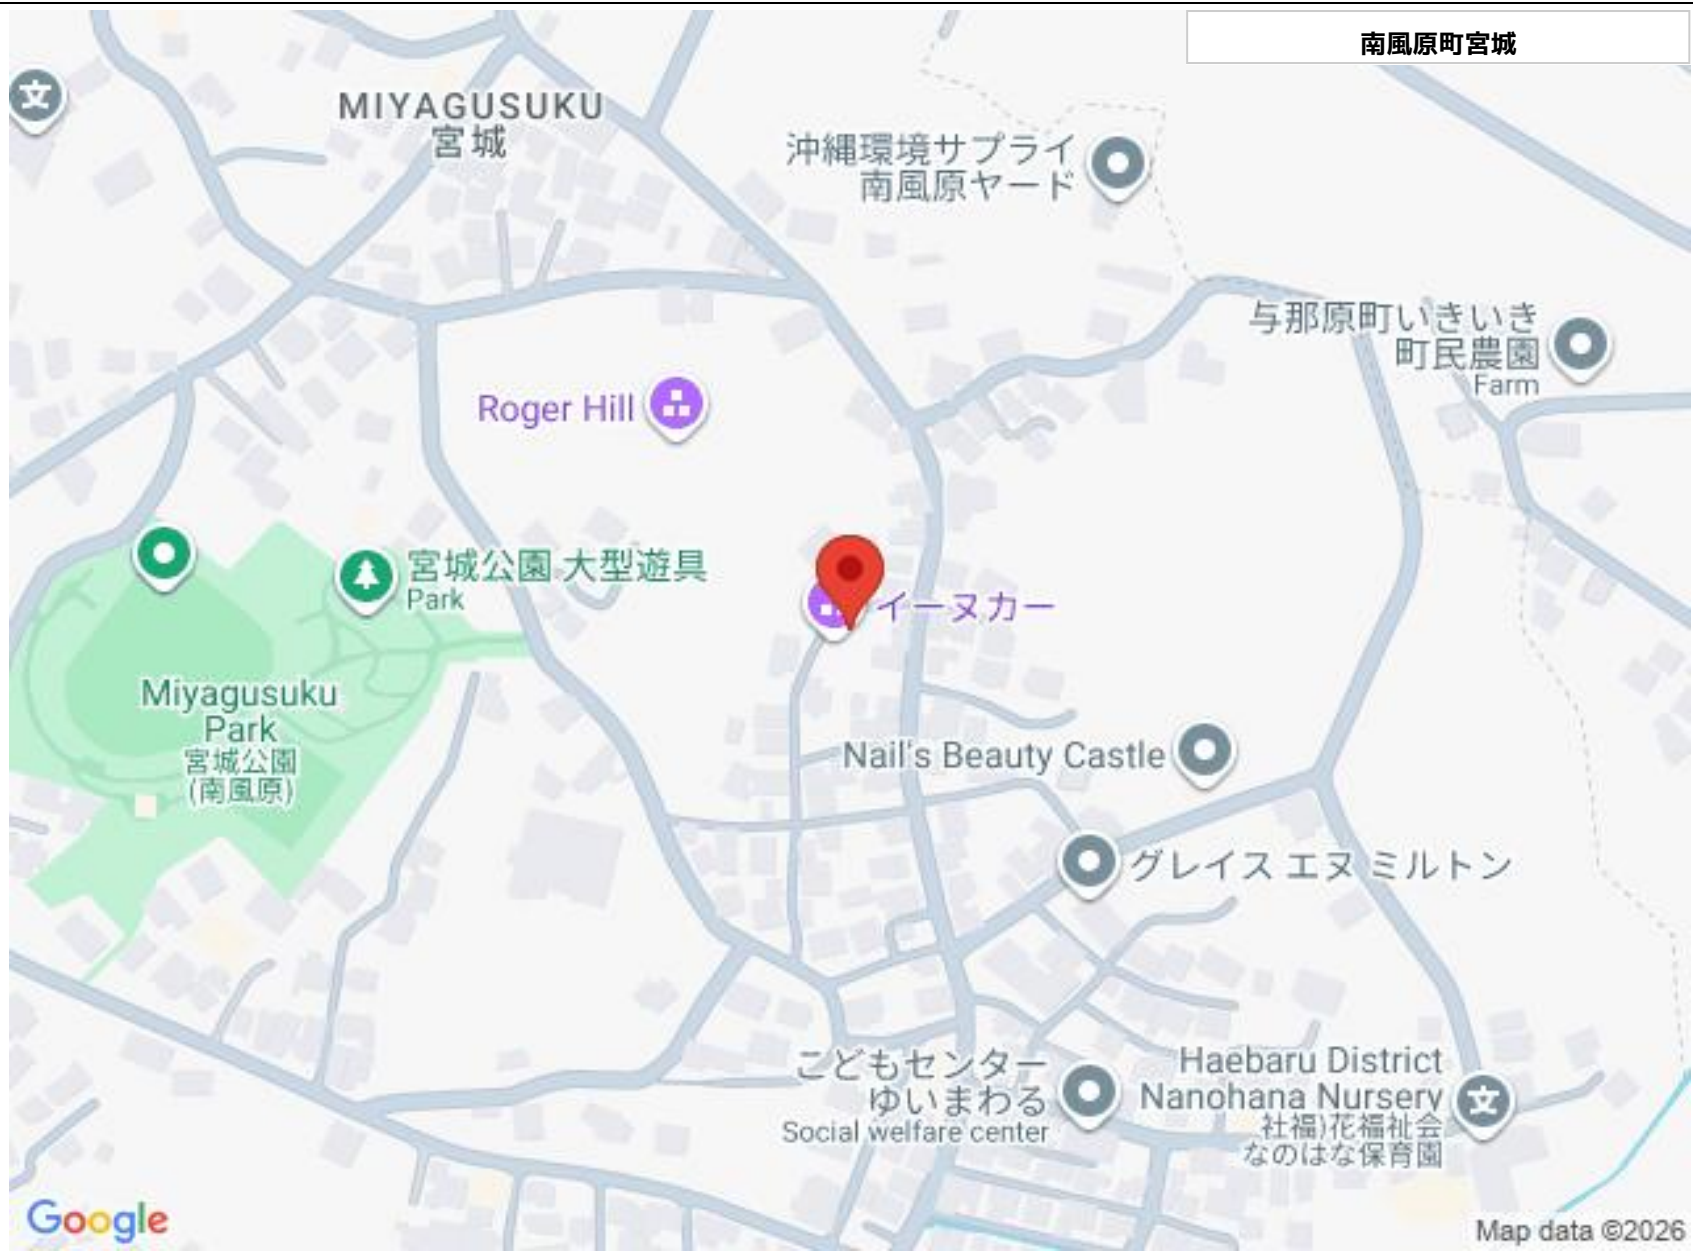 南風原町宮城
文
MIYAGUSUKU
宮城
沖縄環境サプライ
南風原ヤード
与那原町いきいき
町民農園
Farm
Roger Hill
宮城公園 大型遊具
Park
イーヌカー
Miyagusuku
Park
宮城公園
(南風原)
Nail's Beauty Castle
グレイス エヌ ミルトン
こどもセンター
ゆいまわる
Social welfare center
Haebaru District
Nanohana Nursery
社福)花福祉会
なのはな保育園
文
Google
Map data ©2026